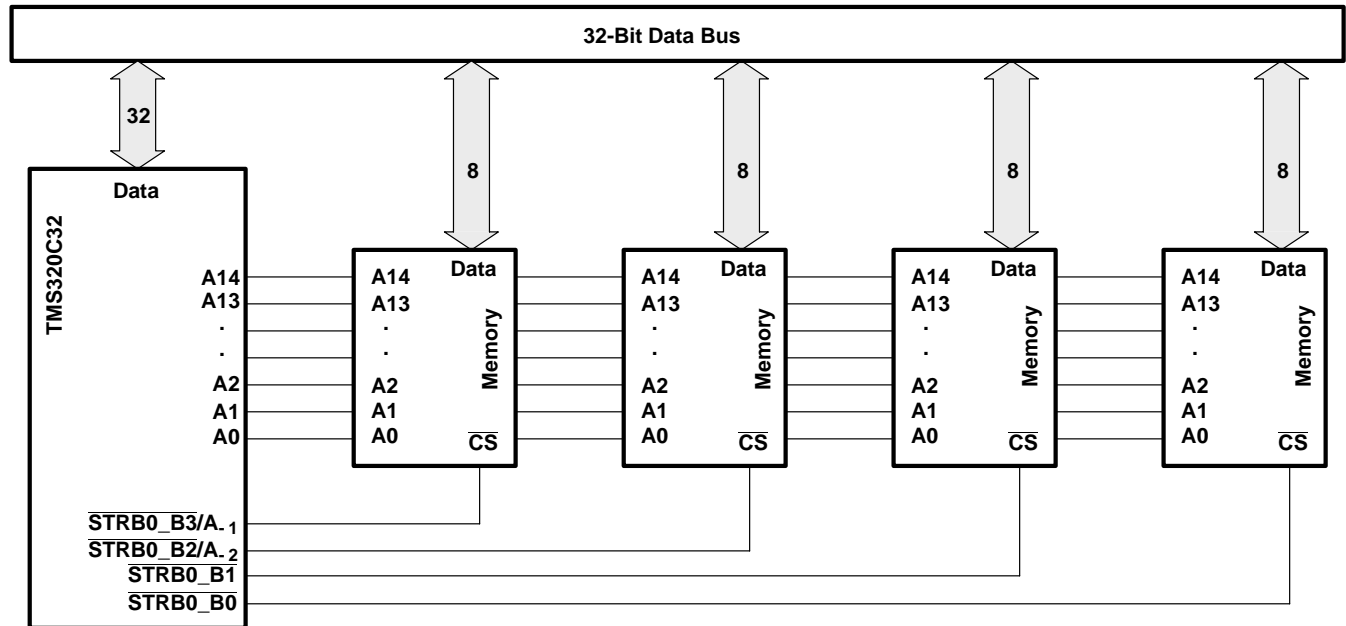 32-Bit Data Bus
32
8
8
8
8
Data
TMS320C32
A14
A13
.
.
A2
A1
A0
STRB0_B3/A-1
STRB0_B2/A-2
STRB0_B1
STRB0_B0
Data
Memory
A14
A13
.
.
A2
A1
A0
CS
Data
Memory
A14
A13
.
.
A2
A1
A0
CS
Data
Memory
A14
A13
.
.
A2
A1
A0
CS
Data
Memory
A14
A13
.
.
A2
A1
A0
CS